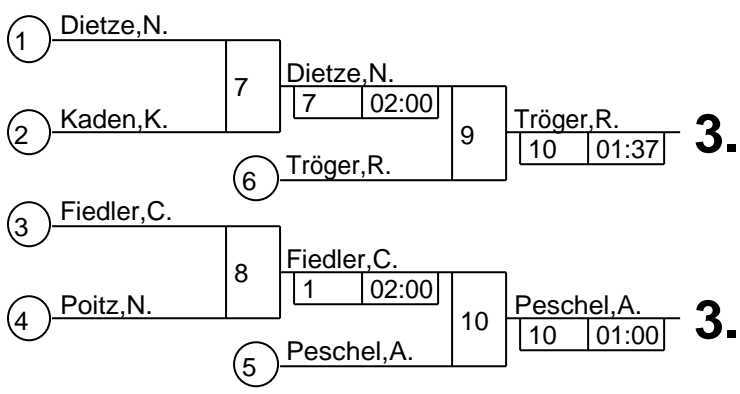 1 Dietze,N.
7 Dietze,N.
7 02:00
2 Kaden,K.
9 Tröger,R. 3.
10 01:37
6 Tröger,R.
3 Fiedler,C.
8 Fiedler,C.
1 02:00
4 Poitz,N.
10 Peschel,A. 3.
10 01:00
5 Peschel,A.